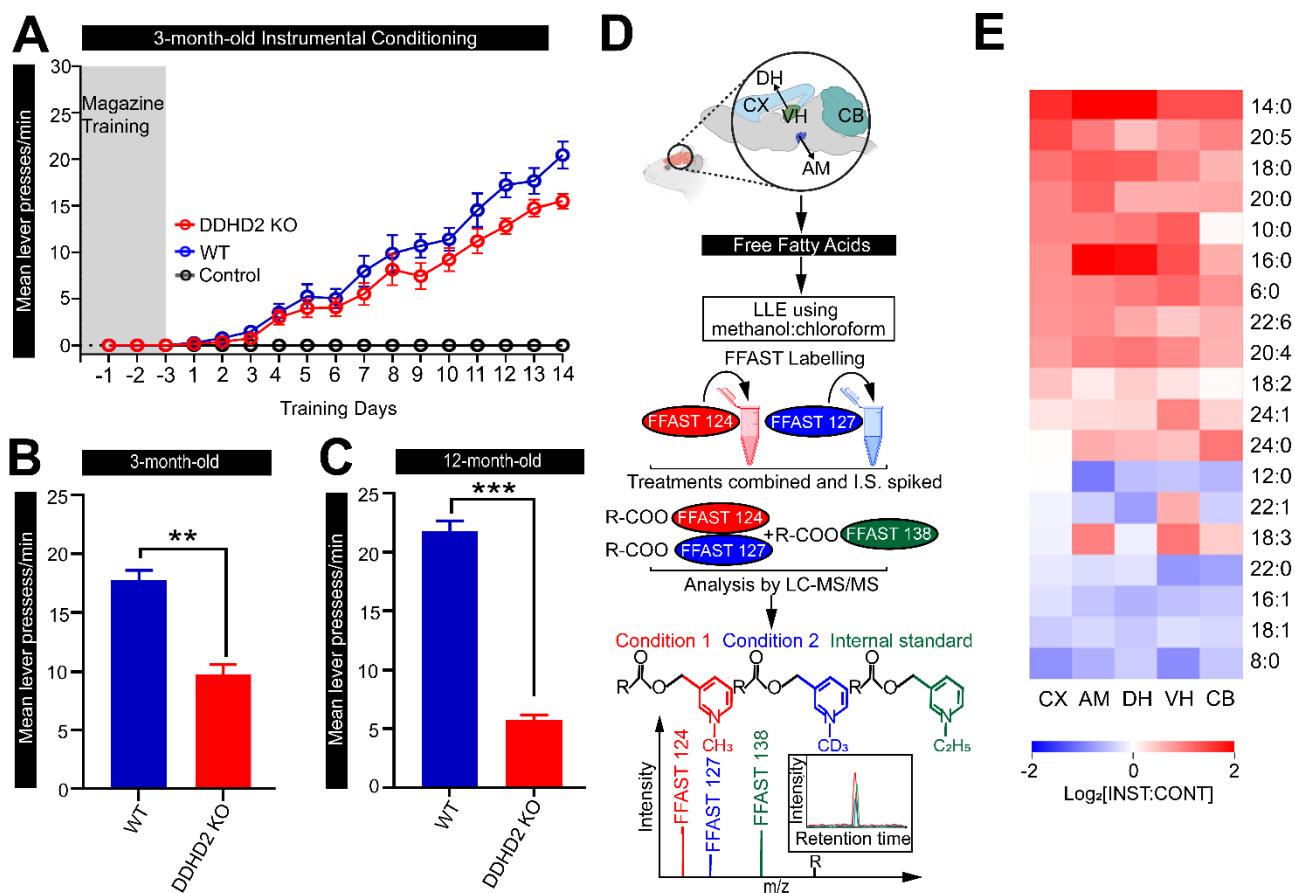 A
3-month-old Instrumental Conditioning
Mean lever presses/min
30
25
20
15
10
5
0
Magazine
Training
DDHD2 KO
WT
Control
-1 -2 -3 1 2 3 4 5 6 7 8 9 10 11 12 13 14
Training Days
B
3-month-old
Mean lever pressess/min
25
20
15
10
5
0
**
WT
DDHD2 KO
C
12-month-old
Mean lever pressess/min
25
20
15
10
5
0
***
WT
DDHD2 KO
D
DH
CX
VH
CB
AM
Free Fatty Acids
LLE using
methanol:chloroform
FFAST Labelling
FFAST 124
FFAST 127
Treatments combined and I.S. spiked
R-COO FFAST 124
R-COO FFAST 127
+R-COO FFAST 138
Analysis by LC-MS/MS
Condition 1 Condition 2 Internal standard
O O O
R O R O R O
N N N
CH₃ CD₃ C₂H₅
Intensity
FFAST 124
FFAST 127
FFAST 138
Intensity
Retention time
R
m/z
E
14:0
20:5
18:0
20:0
10:0
16:0
6:0
22:6
20:4
18:2
24:1
24:0
12:0
22:1
18:3
22:0
16:1
18:1
8:0
CX AM DH VH CB
-2 0 2
Log₂[INST:CONT]